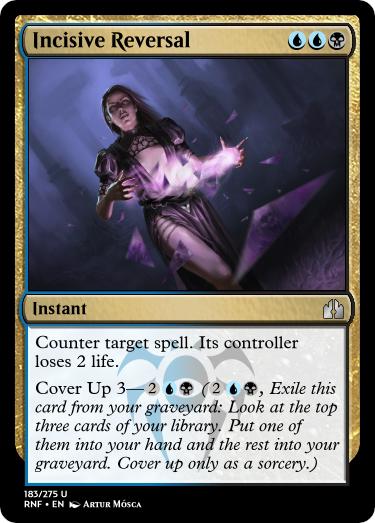 Incisive Reversal
Instant
Counter target spell. Its controller
loses 2 life.
Cover Up 3— 2 (2 , Exile this
card from your graveyard: Look at the top
three cards of your library. Put one of
them into your hand and the rest into your
graveyard. Cover up only as a sorcery.)
183/275 U
RNF • EN Artur Mósca